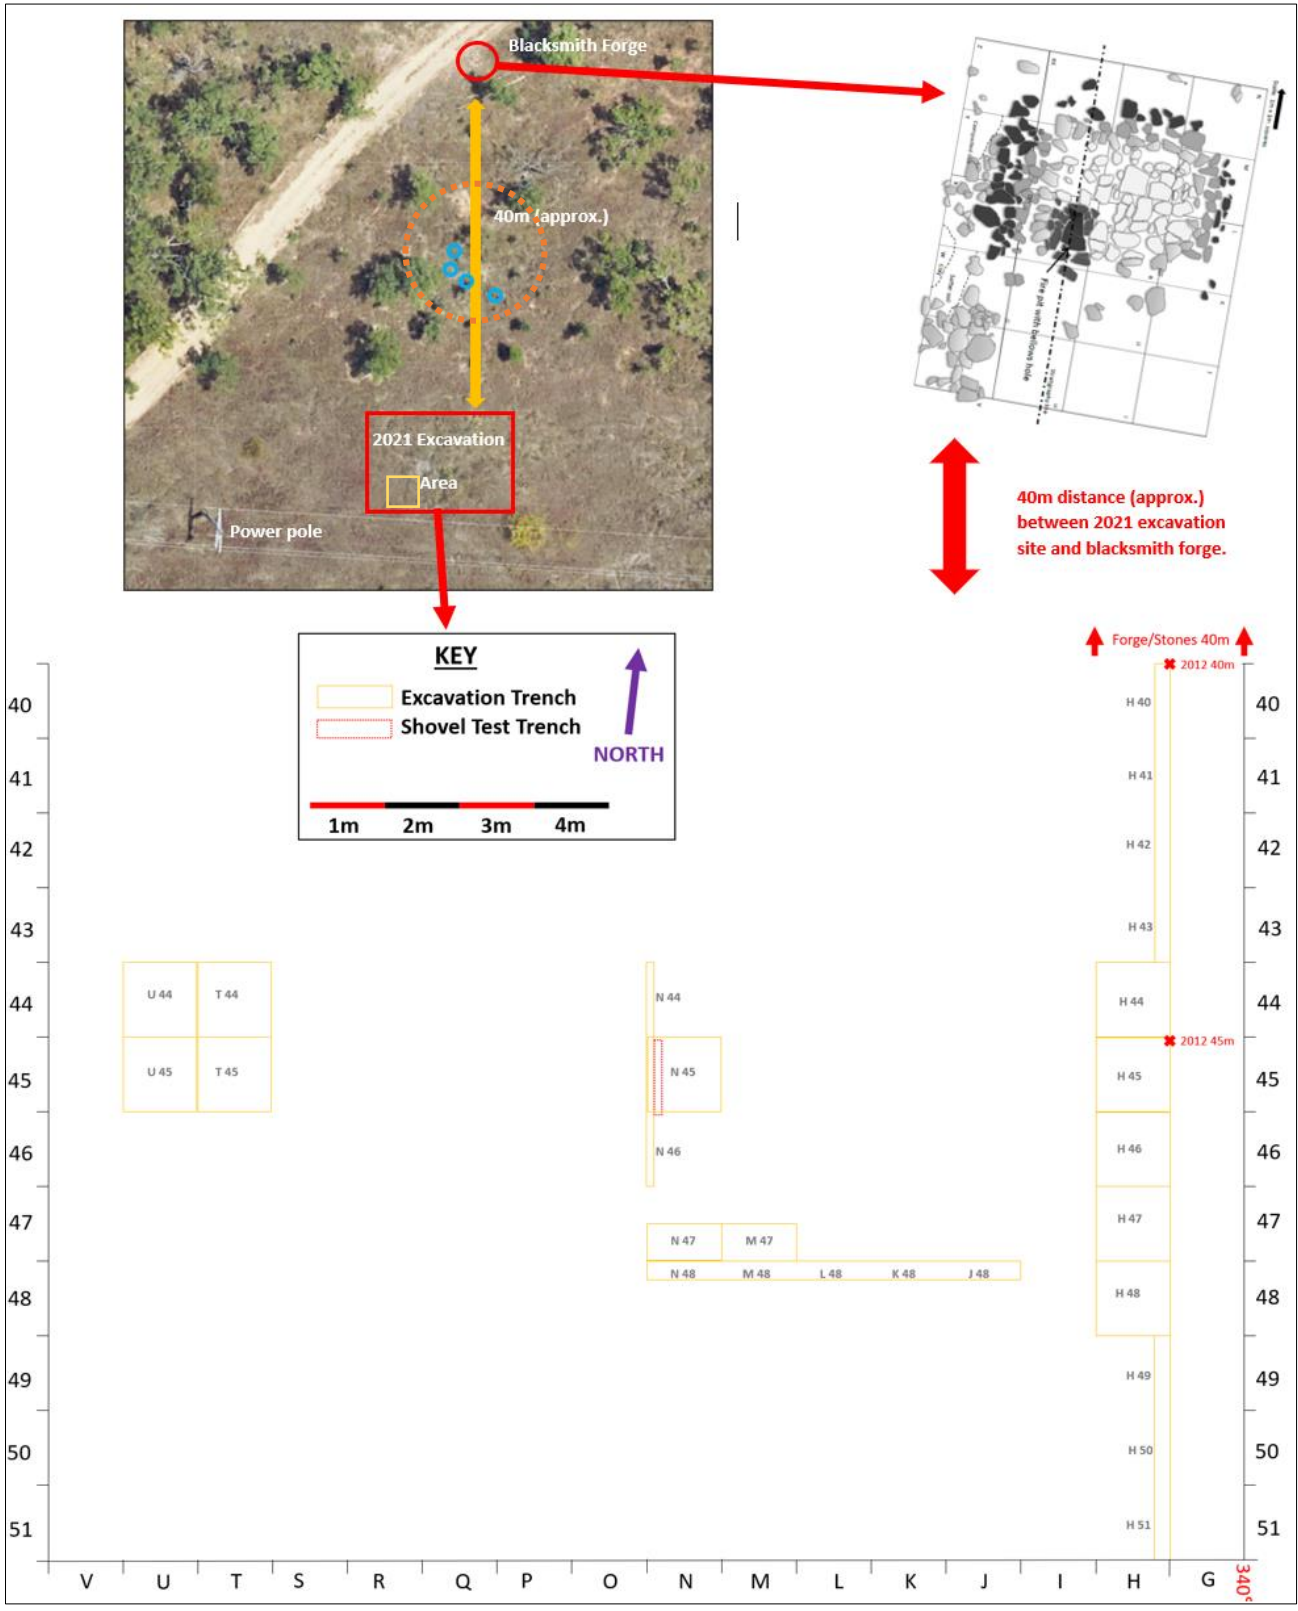 Blacksmith Forge
40m (approx.)
2021 Excavation
Area
Power pole
Fire pit with bellows hole
40m distance (approx.)
between 2021 excavation
site and blacksmith forge.
KEY
Excavation Trench
Shovel Test Trench
NORTH
1m 2m 3m 4m
Forge/Stones 40m
2012 40m
40 H 40 40
41 H 41 41
42 H 42 42
43 H 43 43
44 U 44 T 44 N 44 H 44 44
2012 45m
45 U 45 T 45 N 45 H 45 45
46 N 46 H 46 46
47 N 47 M 47 H 47 47
48 N 48 M 48 L 48 K 48 J 48 H 48 48
49 H 49 49
50 H 50 50
51 H 51 51
V U T S R Q P O N M L K J I H G
340°